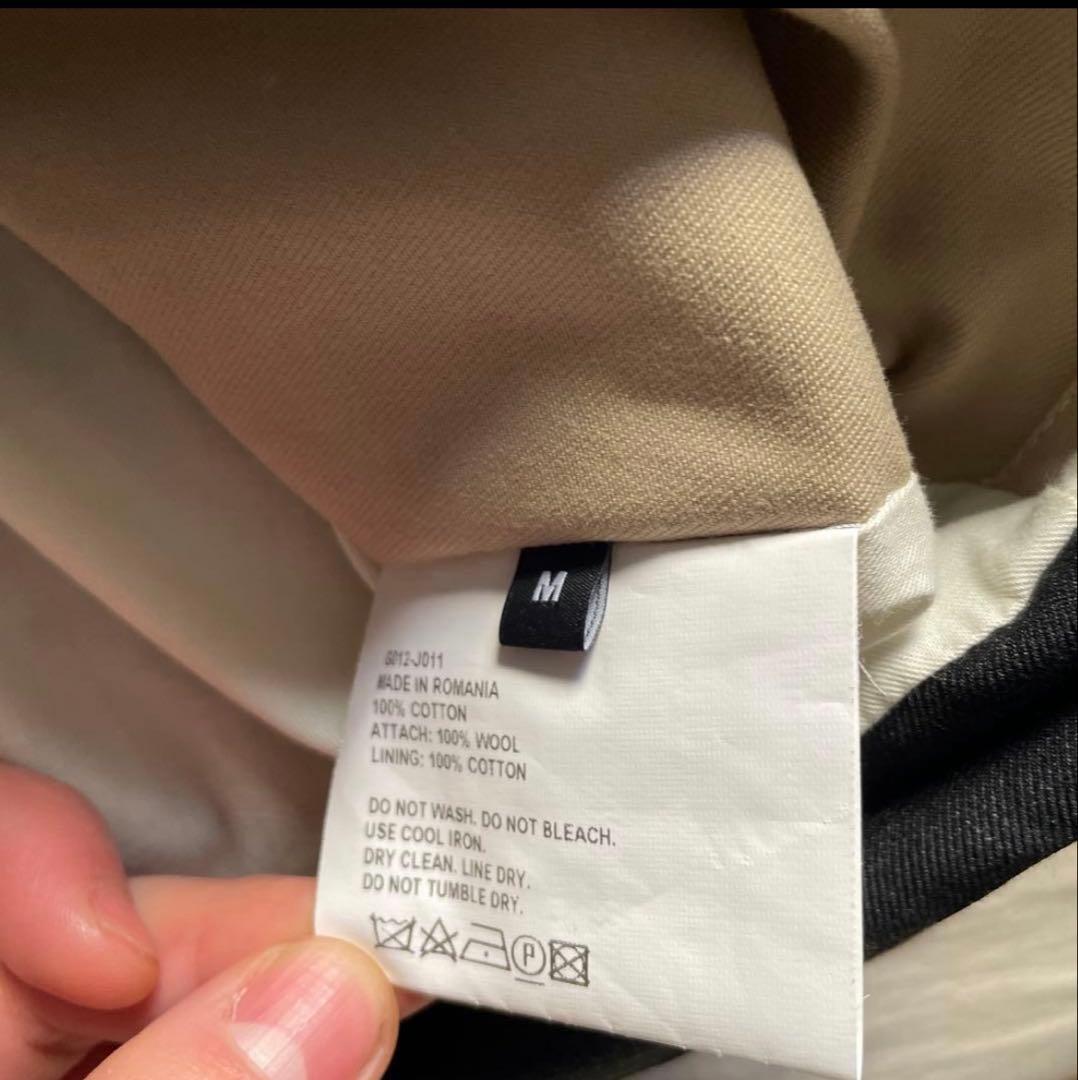 M
G012-J011
MADE IN ROMANIA
100% COTTON
ATTACH: 100% WOOL
LINING: 100% COTTON
DO NOT WASH. DO NOT BLEACH.
USE COOL IRON.
DRY CLEAN. LINE DRY.
DO NOT TUMBLE DRY.
P